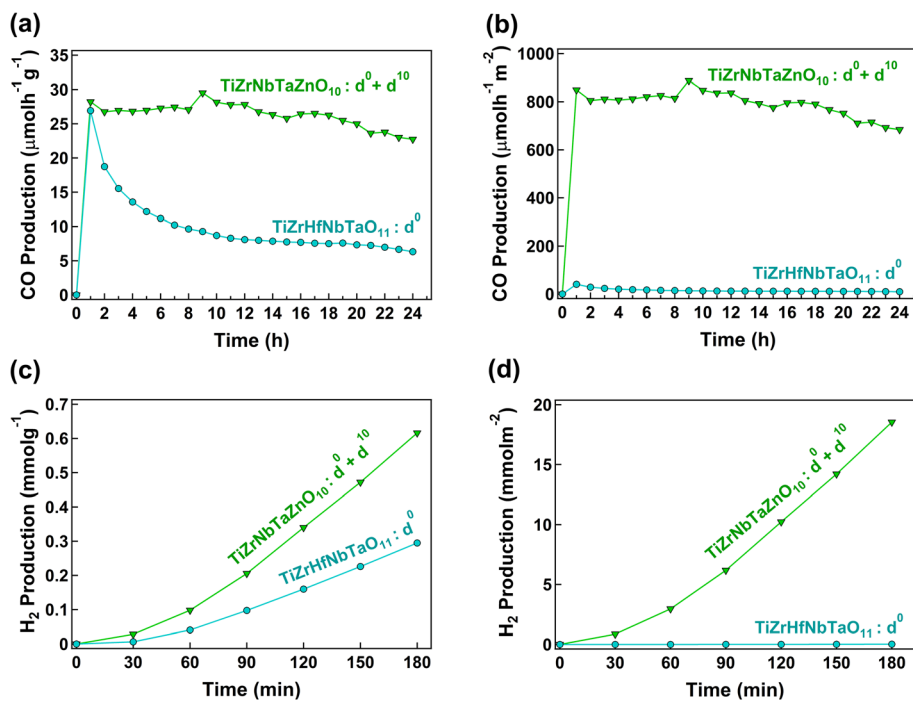 (a)
CO Production (μmolh⁻¹ g⁻¹)
35
30
25
20
15
10
5
0
TiZrNbTaZnO₁₀ : d⁰ + d¹⁰
TiZrHfNbTaO₁₁ : d⁰
0 2 4 6 8 10 12 14 16 18 20 22 24
Time (h)
(b)
CO Production (μmolh⁻¹ m⁻²)
1000
800
600
400
200
0
TiZrNbTaZnO₁₀ : d⁰ + d¹⁰
TiZrHfNbTaO₁₁ : d⁰
0 2 4 6 8 10 12 14 16 18 20 22 24
Time (h)
(c)
H₂ Production (mmolg⁻¹)
0.7
0.6
0.5
0.4
0.3
0.2
0.1
0
TiZrNbTaZnO₁₀ : d⁰ + d¹⁰
TiZrHfNbTaO₁₁ : d⁰
0 30 60 90 120 150 180
Time (min)
(d)
H₂ Production (mmolm⁻²)
20
15
10
5
0
TiZrNbTaZnO₁₀ : d⁰ + d¹⁰
TiZrHfNbTaO₁₁ : d⁰
0 30 60 90 120 150 180
Time (min)